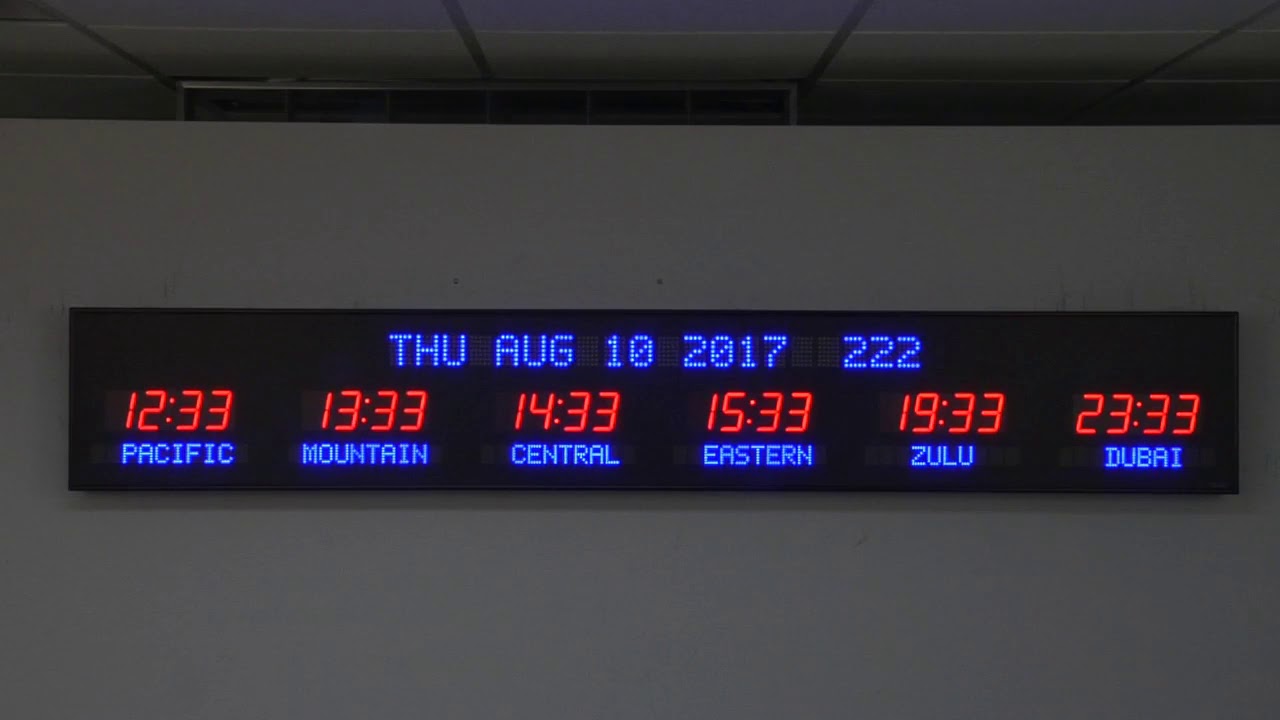 THU AUG 10 2017 222
12:33 13:33 14:33 15:33 19:33 23:33
PACIFIC MOUNTAIN CENTRAL EASTERN ZULU DUBAI